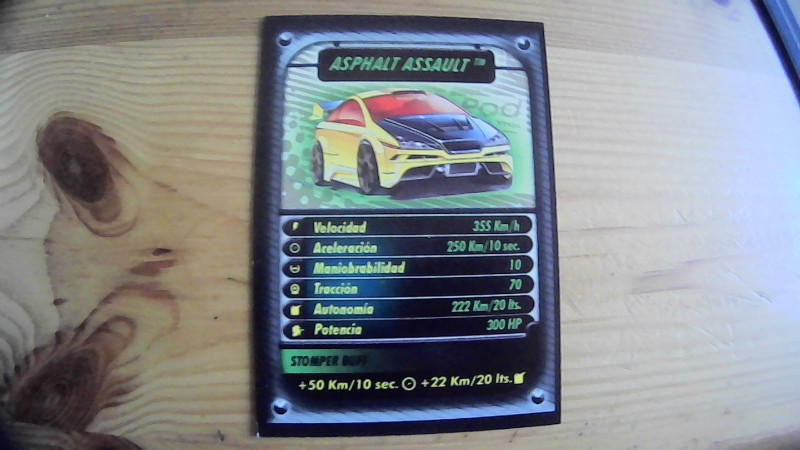 ASPHALT ASSAULT™
Velocidad 355 Km/h
Aceleración 250 Km/10 sec.
Maniobrabilidad 10
Tracción 70
Autonomía 222 Km/20 lts.
Potencia 300 HP
STOMPER BUFF
+50 Km/10 sec. +22 Km/20 lts.